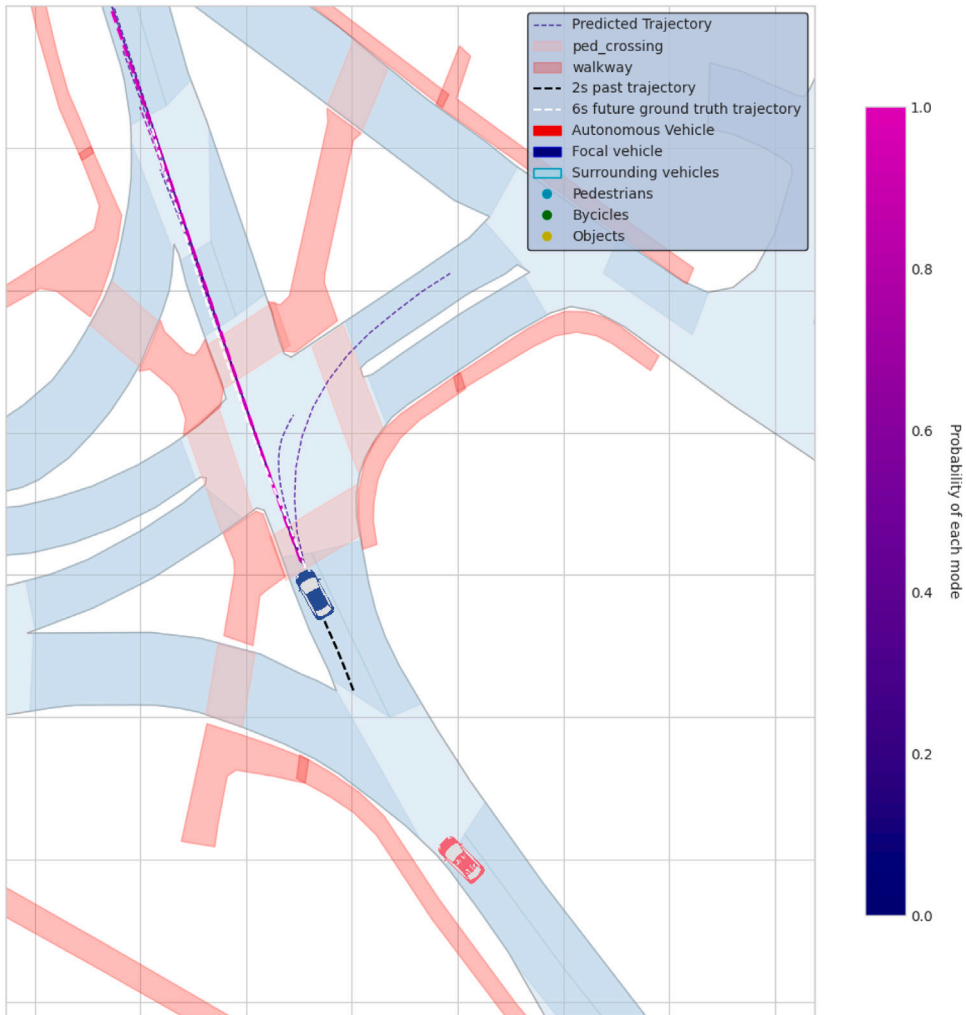 Predicted Trajectory
ped_crossing
walkway
2s past trajectory
6s future ground truth trajectory
Autonomous Vehicle
Focal vehicle
Surrounding vehicles
Pedestrians
Bycicles
Objects
1.0
0.8
0.6
0.4
0.2
0.0
Probability of each mode